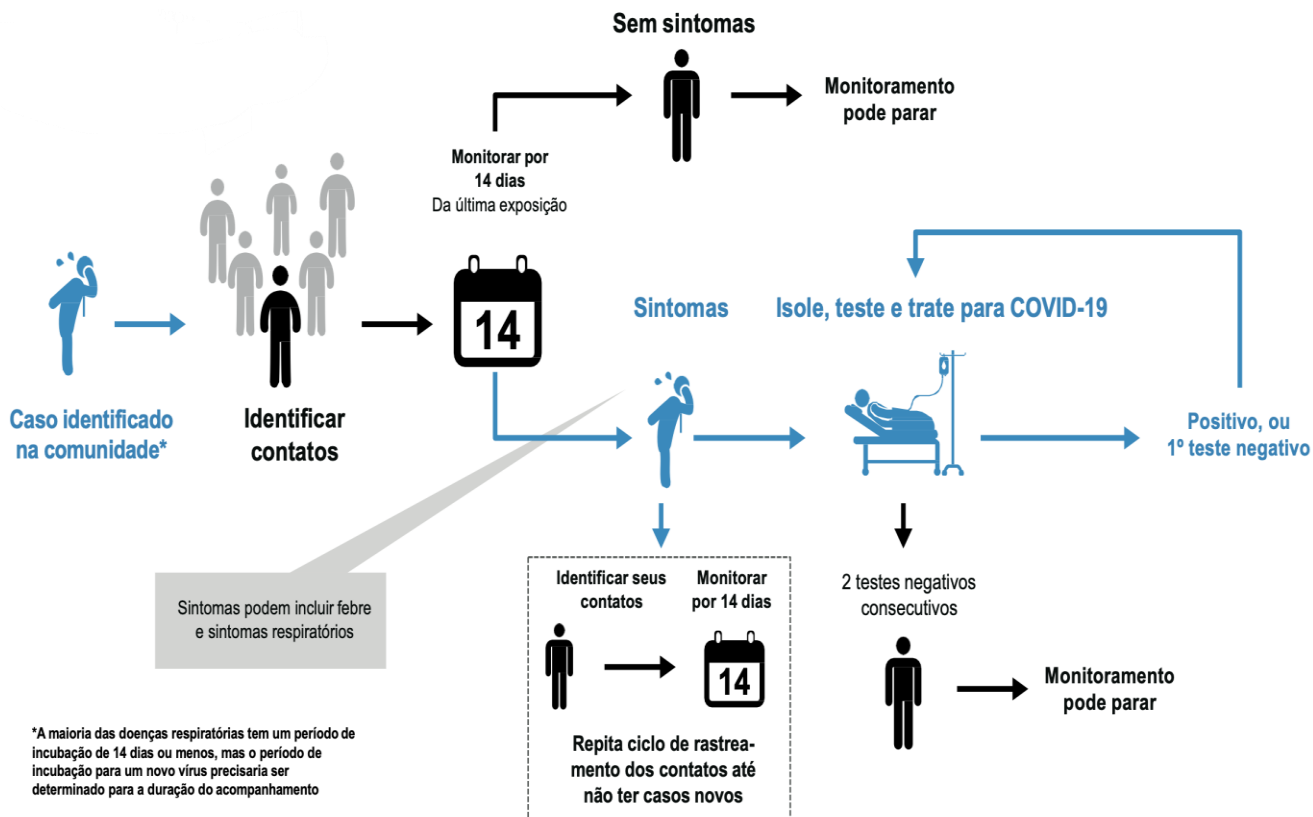 Sem sintomas
Monitoramento
pode parar
Monitorar por
14 dias
Da última exposição
14
Caso identificado
na comunidade*
Identificar
contatos
Sintomas
Isole, teste e trate para COVID-19
Positivo, ou
1º teste negativo
Sintomas podem incluir febre
e sintomas respiratórios
Identificar seus
contatos
Monitorar
por 14 dias
14
Repita ciclo de rastrea-
mento dos contatos até
não ter casos novos
2 testes negativos
consecutivos
Monitoramento
pode parar
*A maioria das doenças respiratórias tem um período de
incubação de 14 dias ou menos, mas o período de
incubação para um novo vírus precisaria ser
determinado para a duração do acompanhamento